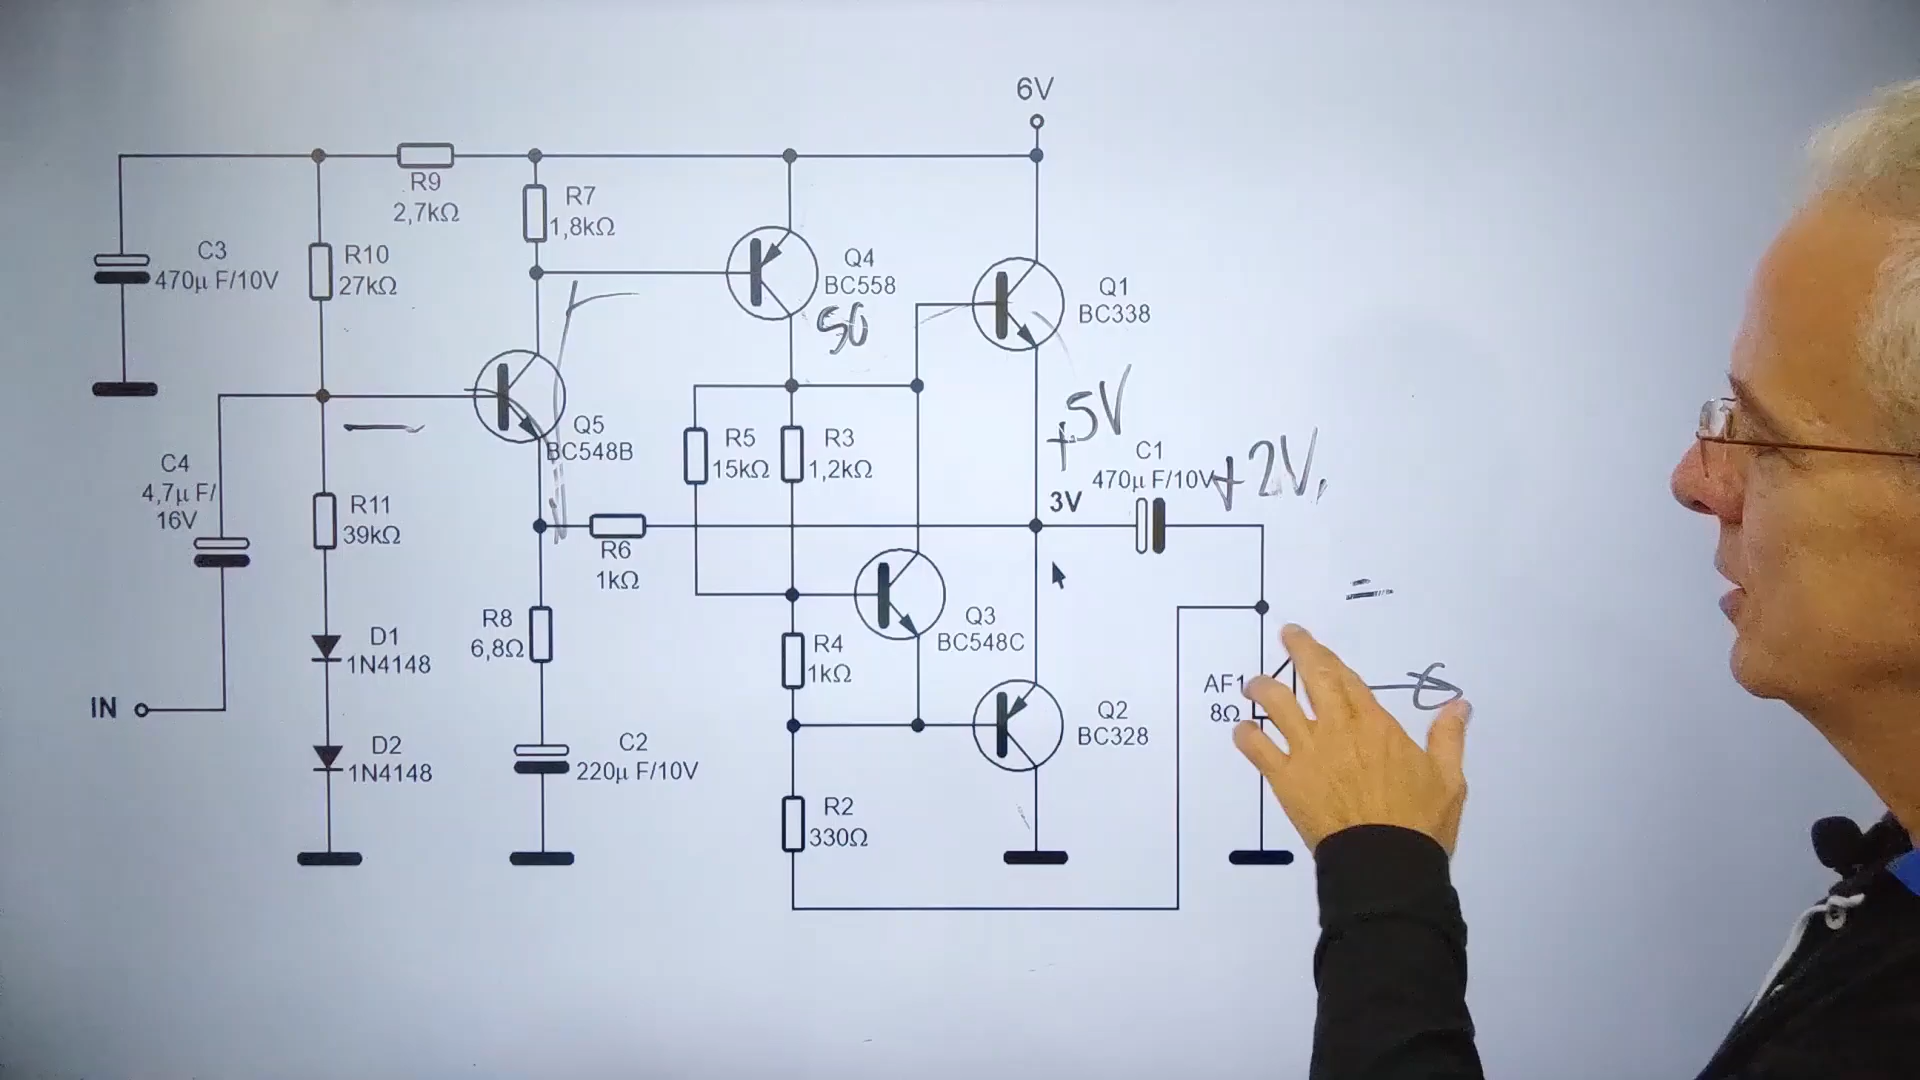 6V
R9
2,7kΩ
R7
1,8kΩ
C3
470μ F/10V
R10
27kΩ
Q4
BC558
50
Q1
BC338
Q5
BC548B
+5V
C4
4,7μ F/
16V
R11
39kΩ
R5
15kΩ
R3
1,2kΩ
C1
470μ F/10V
+2V
3V
R6
1kΩ
R8
6,8Ω
Q3
BC548C
D1
1N4148
R4
1kΩ
AF1
8Ω
IN
Q2
BC328
D2
1N4148
C2
220μ F/10V
R2
330Ω